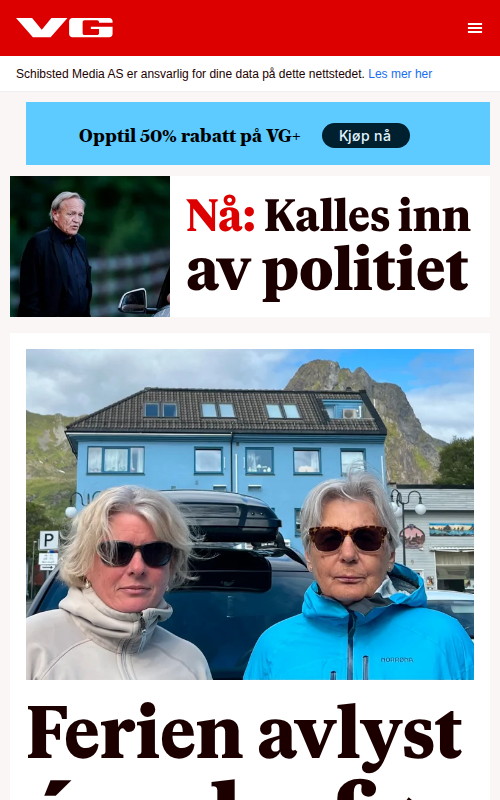 VG
Schibsted Media AS er ansvarlig for dine data på dette nettstedet. Les mer her
Opptil 50% rabatt på VG+
Kjøp nå
Nå: Kalles inn
av politiet
P
NORRØNA
Ferien avlyst